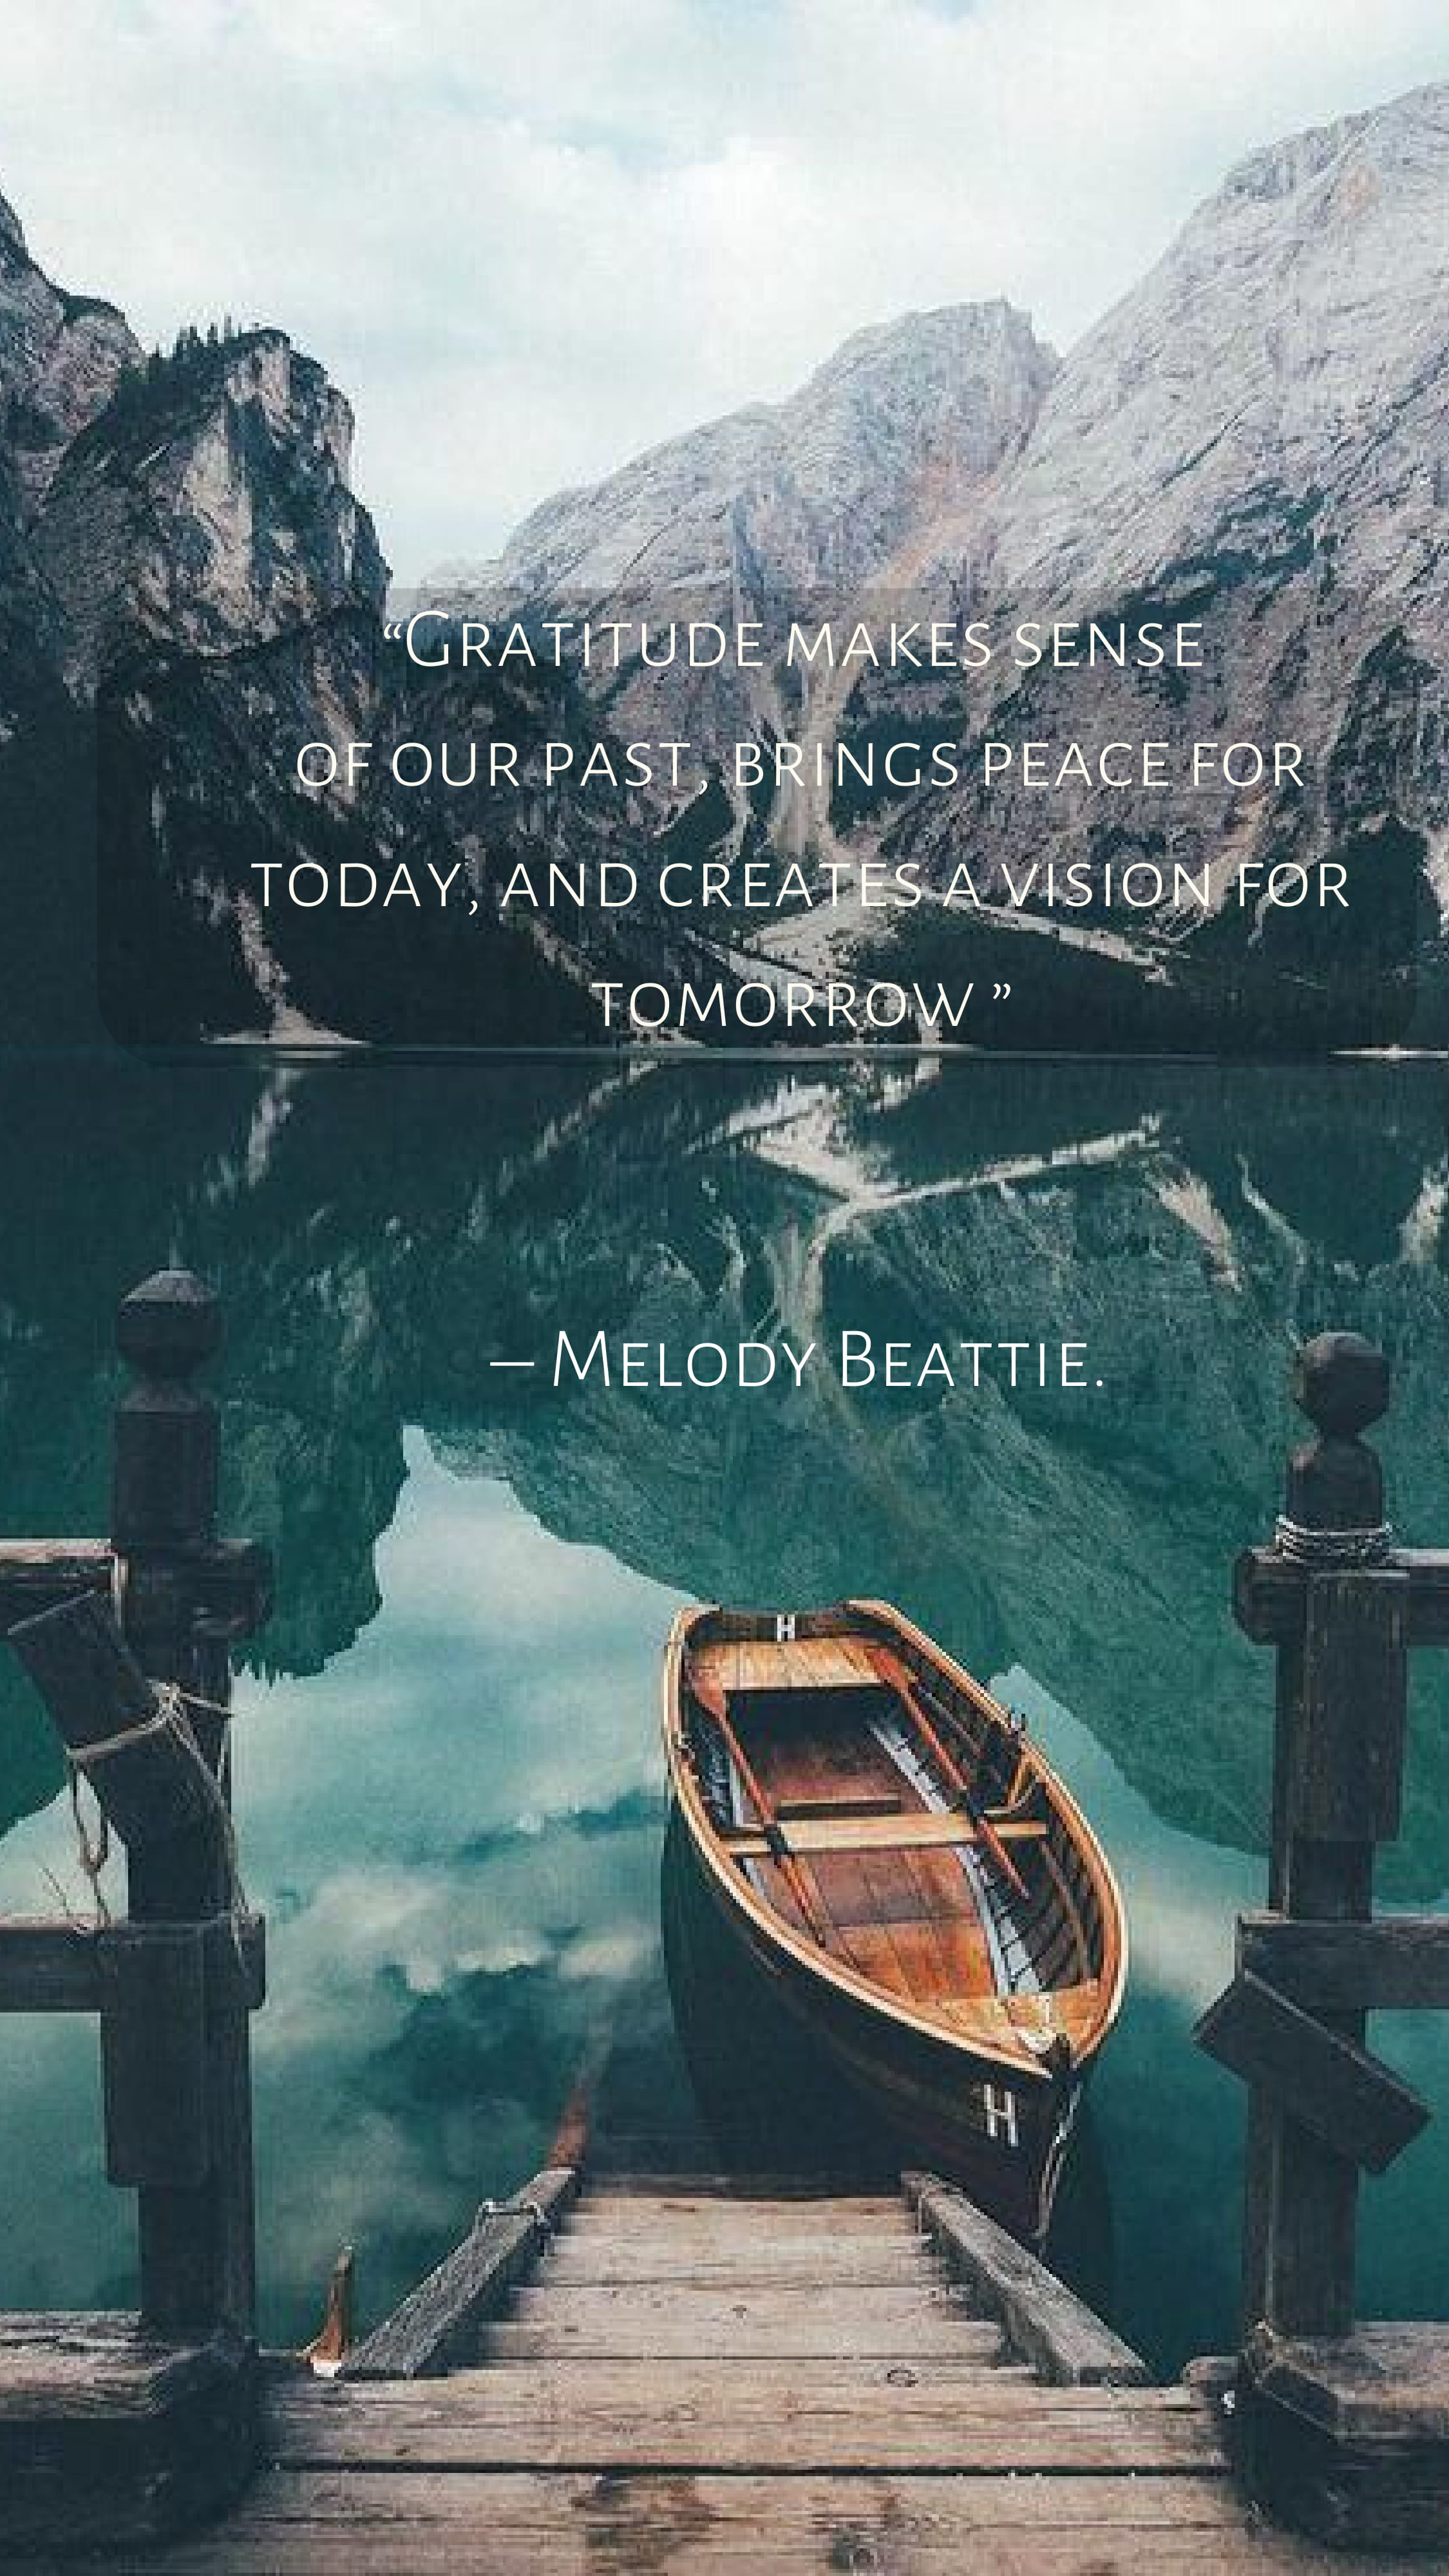 “Gratitude makes sense
of our past, brings peace for
today, and creates a vision for
tomorrow ”
– Melody Beattie.
H
H